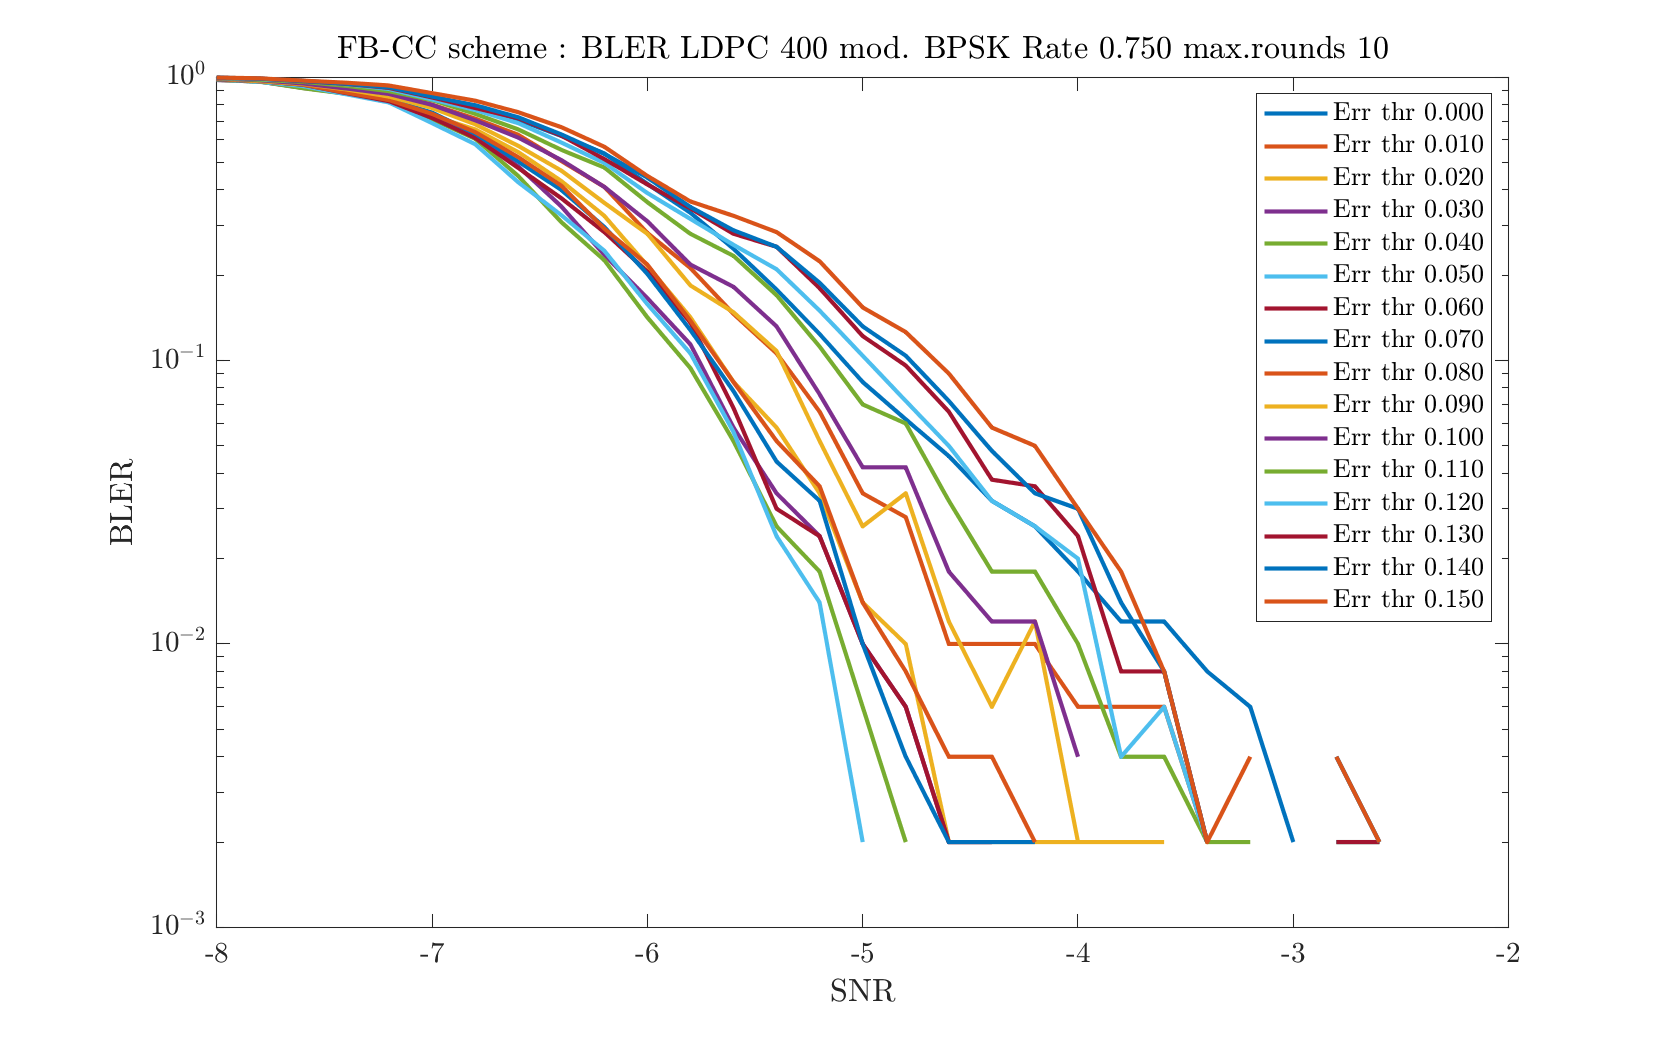 FB-CC scheme : BLER LDPC 400 mod. BPSK Rate 0.750 max.rounds 10
10^0
10^-1
10^-2
10^-3
BLER
-8 -7 -6 -5 -4 -3 -2
SNR
Err thr 0.000
Err thr 0.010
Err thr 0.020
Err thr 0.030
Err thr 0.040
Err thr 0.050
Err thr 0.060
Err thr 0.070
Err thr 0.080
Err thr 0.090
Err thr 0.100
Err thr 0.110
Err thr 0.120
Err thr 0.130
Err thr 0.140
Err thr 0.150